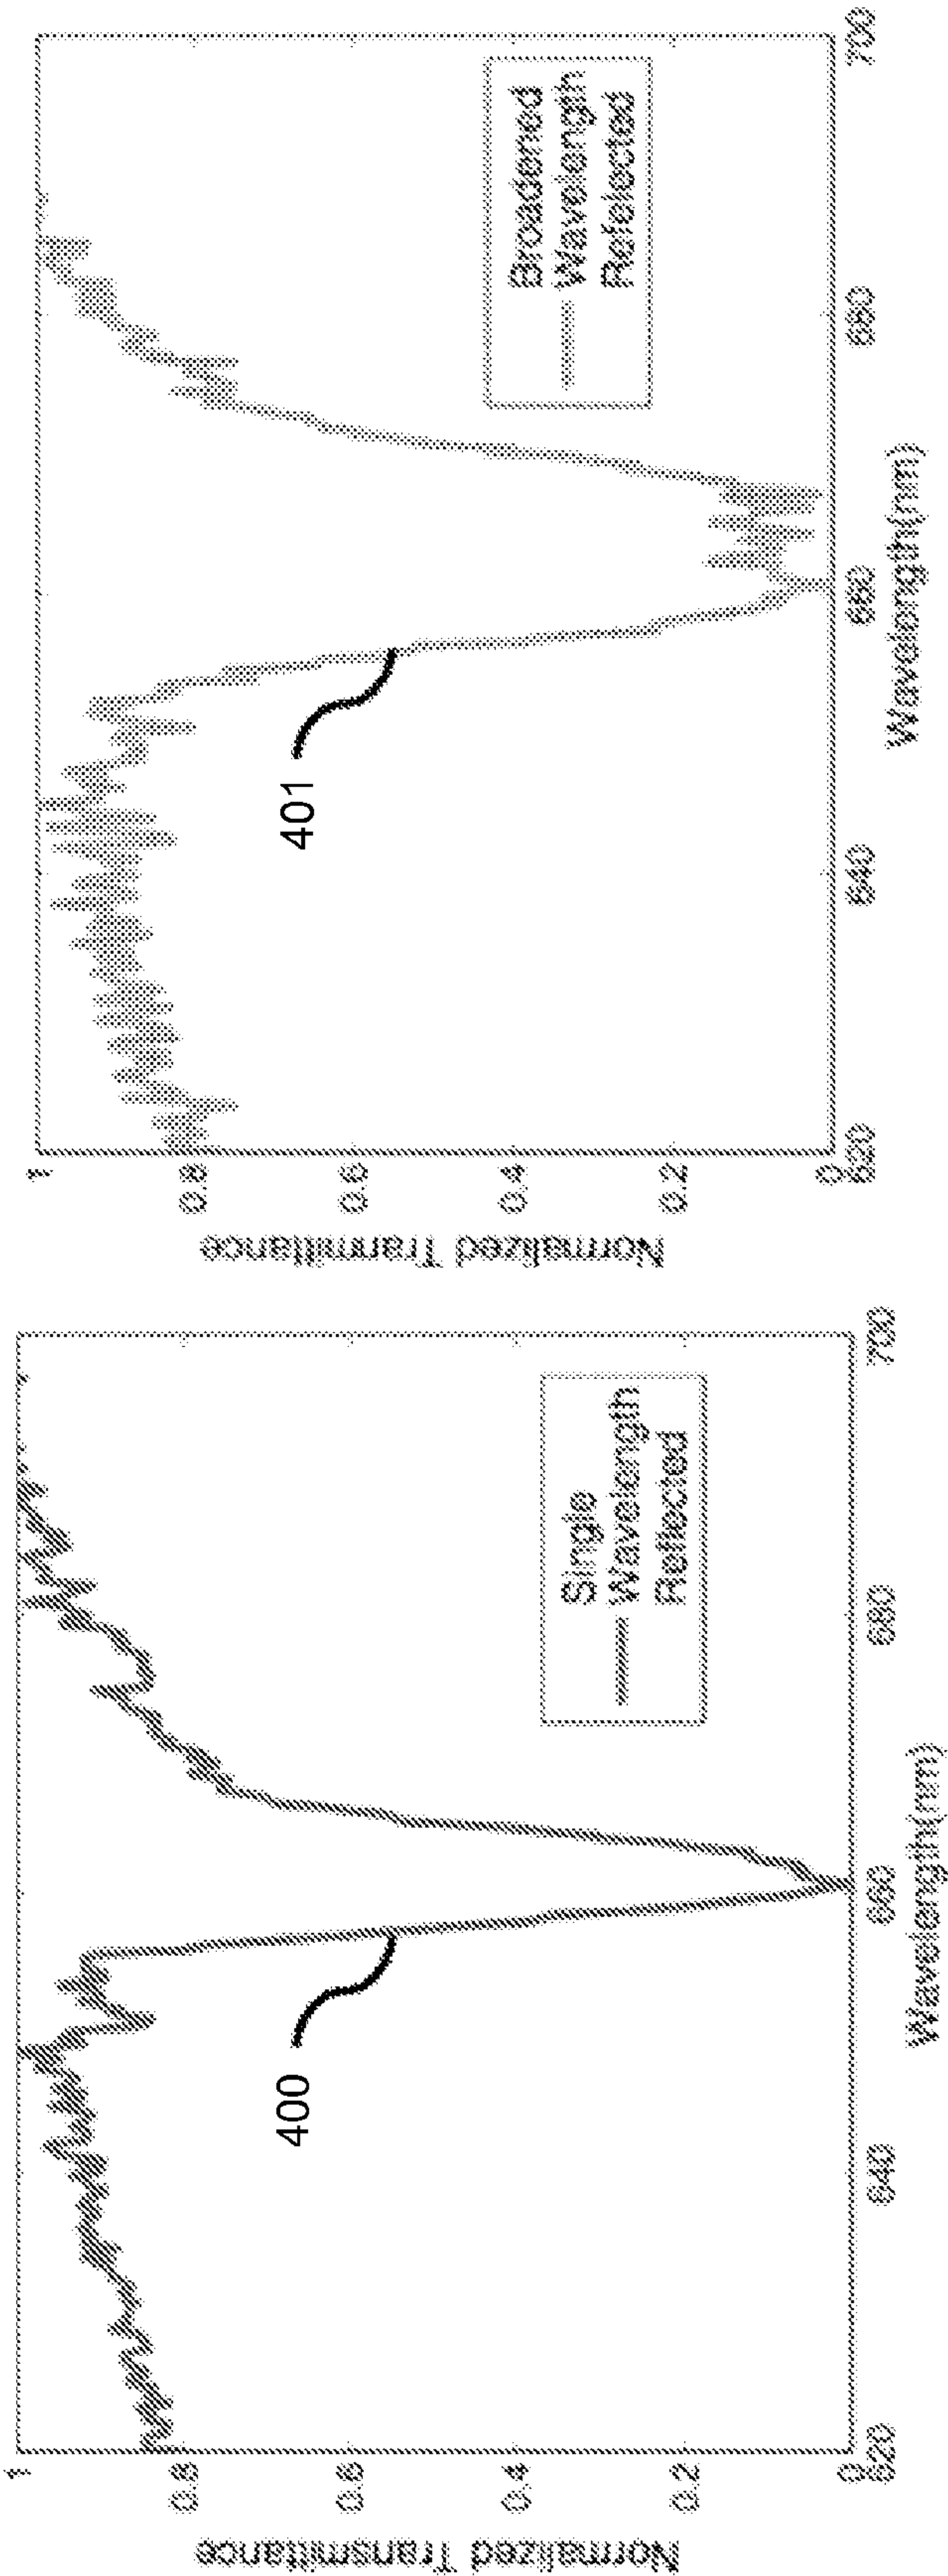 Normalized Transmittance
1
0.8
0.6
0.4
0.2
0
400
Single
Wavelength
Reflected
620
640
660
680
700
Wavelength(nm)
Normalized Tranmittance
1
0.8
0.6
0.4
0.2
0
401
Broadened
Wavelength
Refelected
620
640
660
680
700
Wavelength(nm)